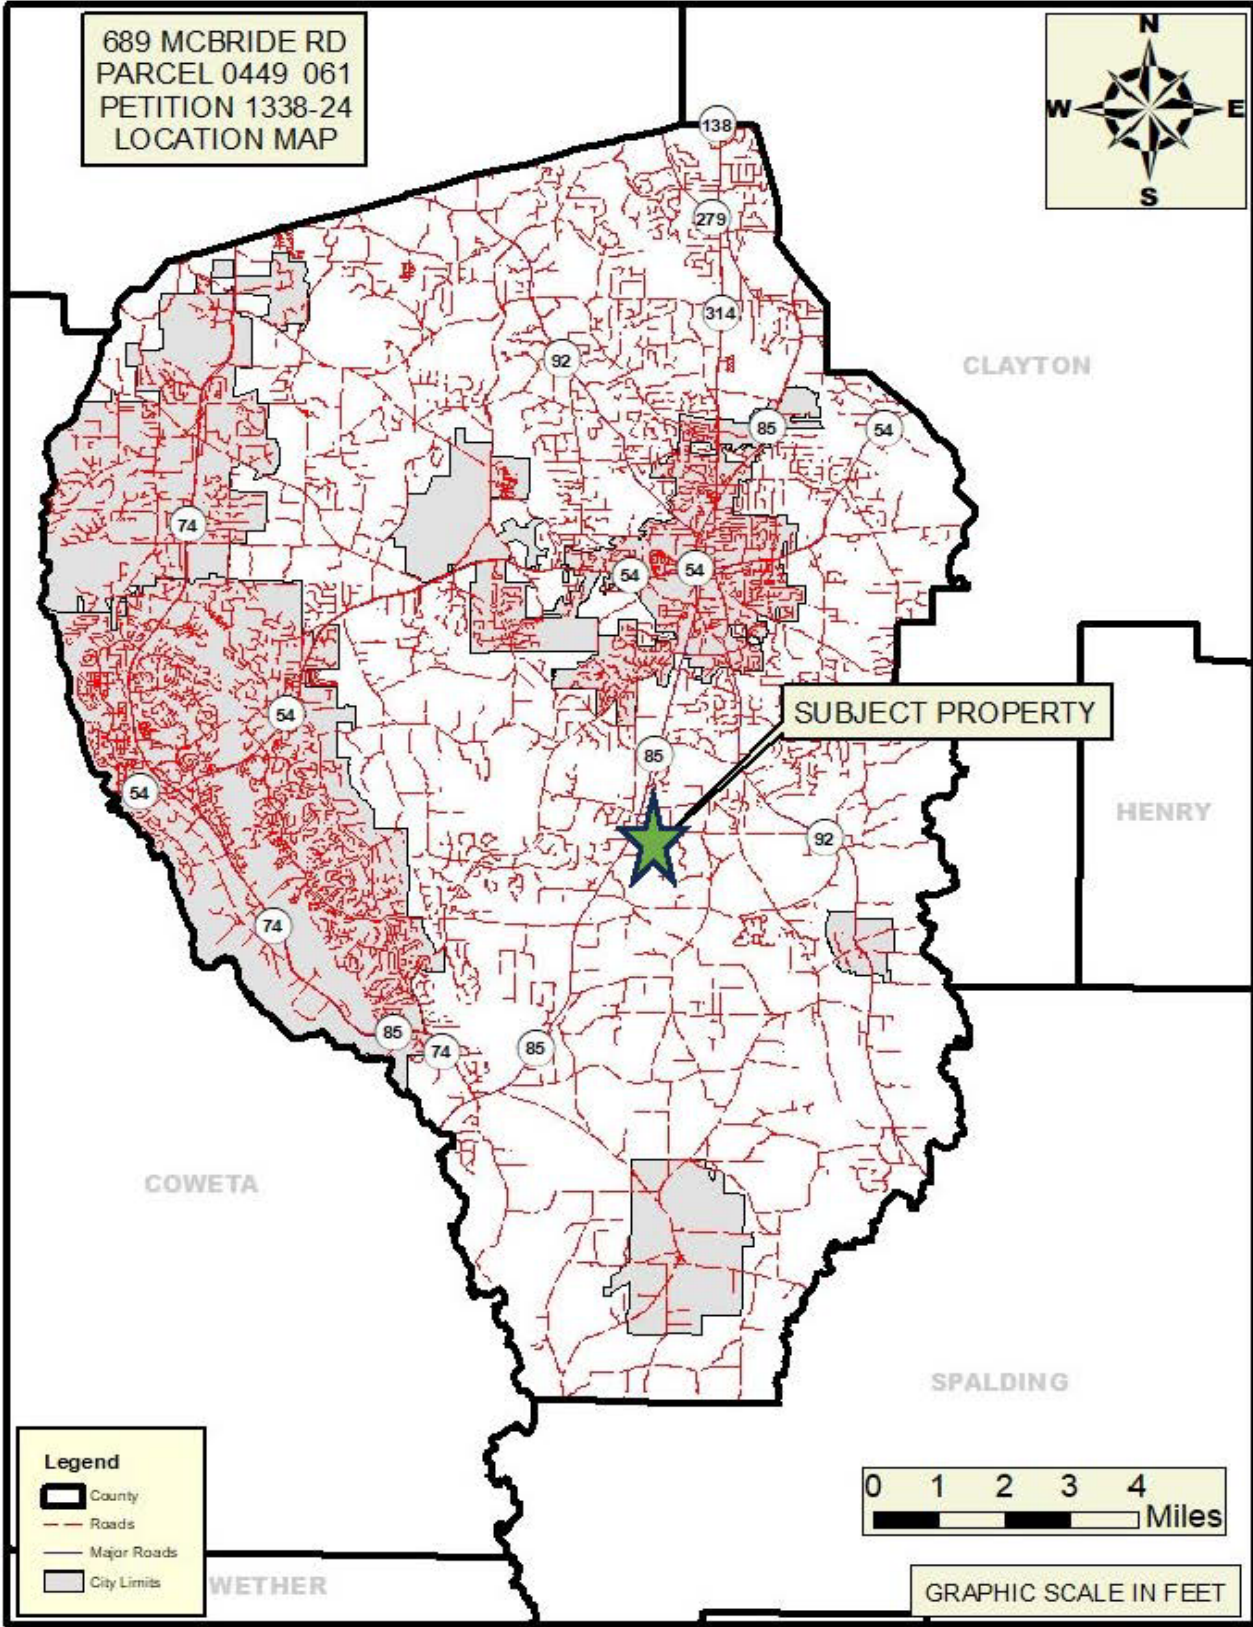 689 MCBRIDE RD
PARCEL 0449 061
PETITION 1338-24
LOCATION MAP
N
W
E
S
138
279
314
92
CLAYTON
85
54
74
54
54
54
SUBJECT PROPERTY
85
54
HENRY
92
74
85
74
85
COWETA
SPALDING
Legend
County
Roads
Major Roads
City Limits
WETHER
0 1 2 3 4
Miles
GRAPHIC SCALE IN FEET